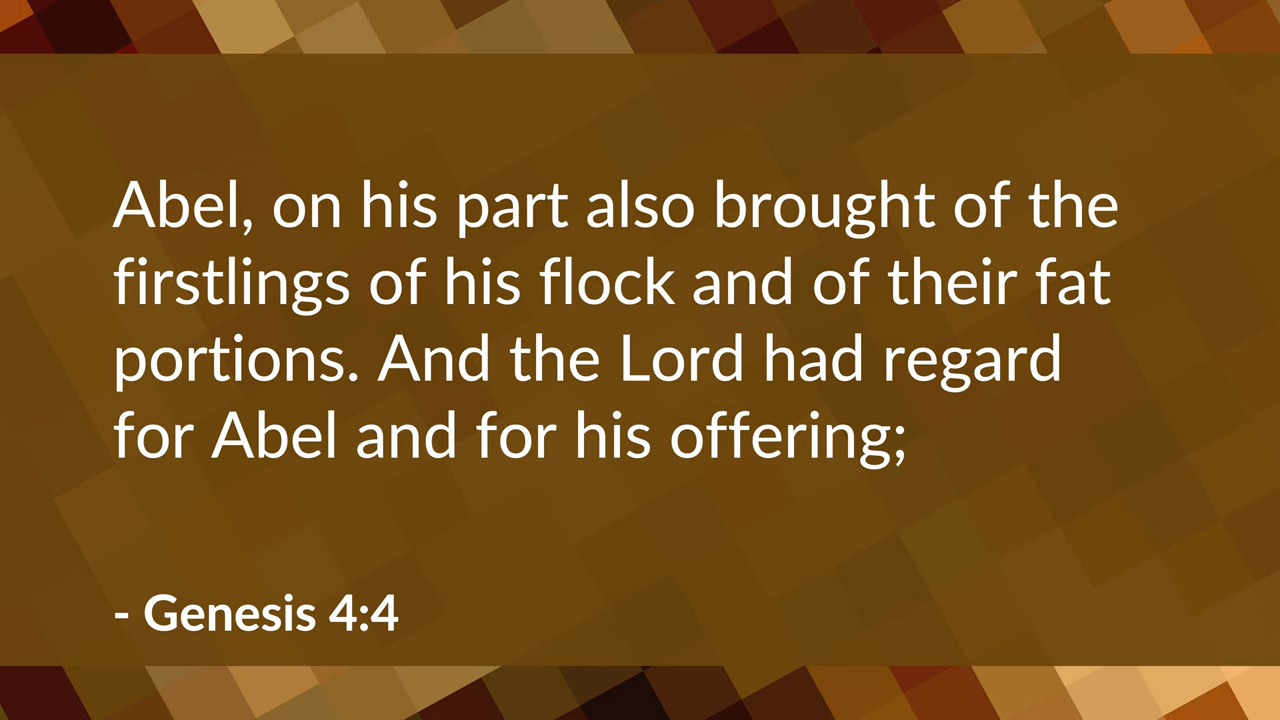 Abel, on his part also brought of the
firstlings of his flock and of their fat
portions. And the Lord had regard
for Abel and for his offering;
- Genesis 4:4